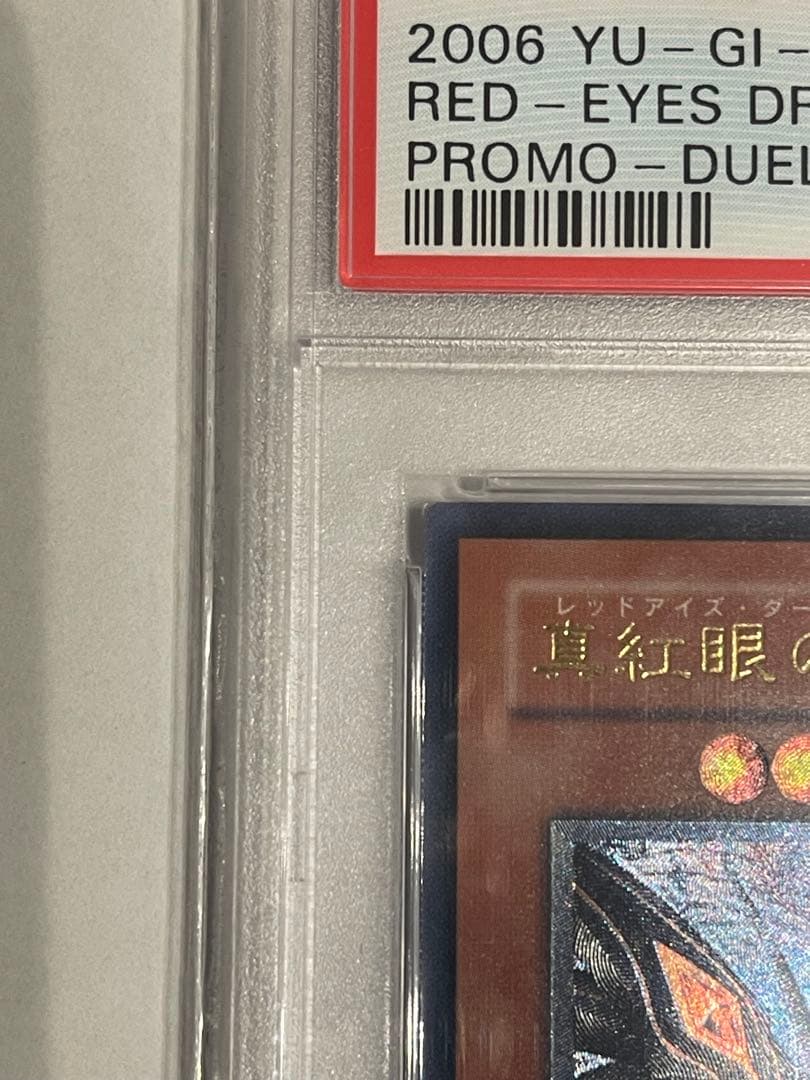 2006 YU-GI-
RED-EYES DR
PROMO-DUEL
レッドアイズ・ダー
真紅眼の